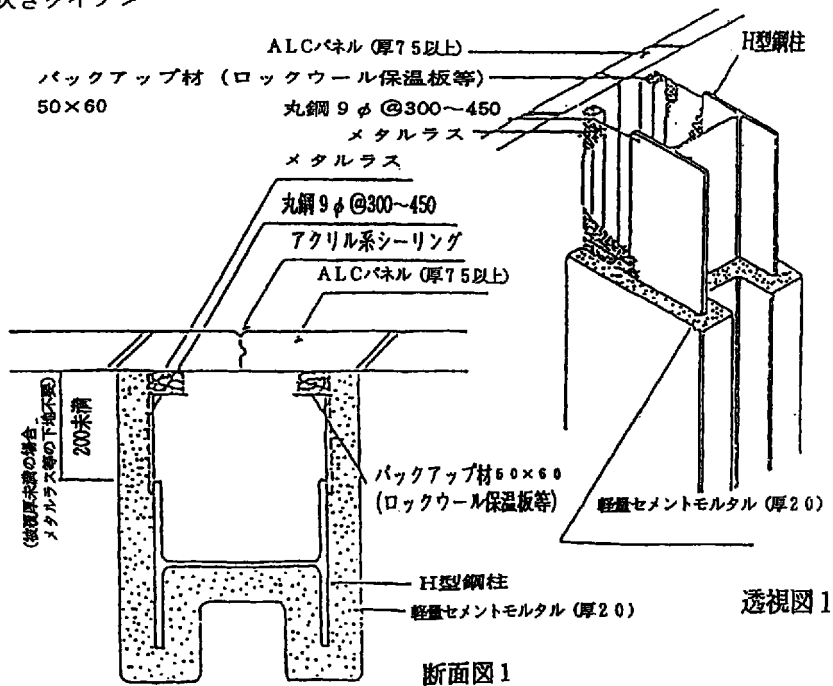 ALCパネル (厚75以上)
H型鋼柱
バックアップ材 (ロックウール保温板等)
50×60
丸鋼9φ@300〜450
メタルラス
メタルラス
丸鋼9φ@300〜450
アクリル系シーリング
ALCパネル (厚75以上)
200未満
(被覆厚未満の場合
メタルラス等の下地不要)
バックアップ材50×60
(ロックウール保温板等)
軽量セメントモルタル (厚20)
H型鋼柱
軽量セメントモルタル (厚20)
透視図1
断面図1